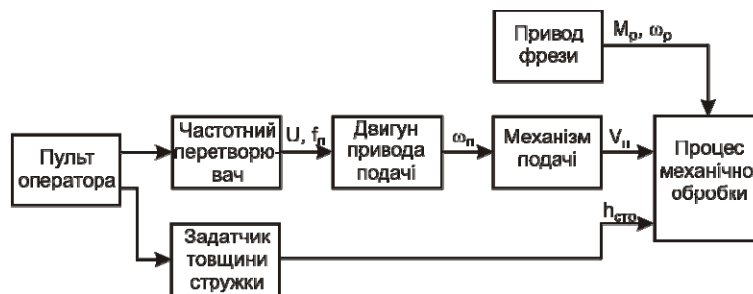 Привод
фрези
Mр, ωр
Пульт
оператора
Частотний
перетворю-
вач
U, fп
Двигун
привода
подачі
ωп
Механізм
подачі
Vп
Процес
механічно
обробки
hсто
Задатчик
товщини
стружки